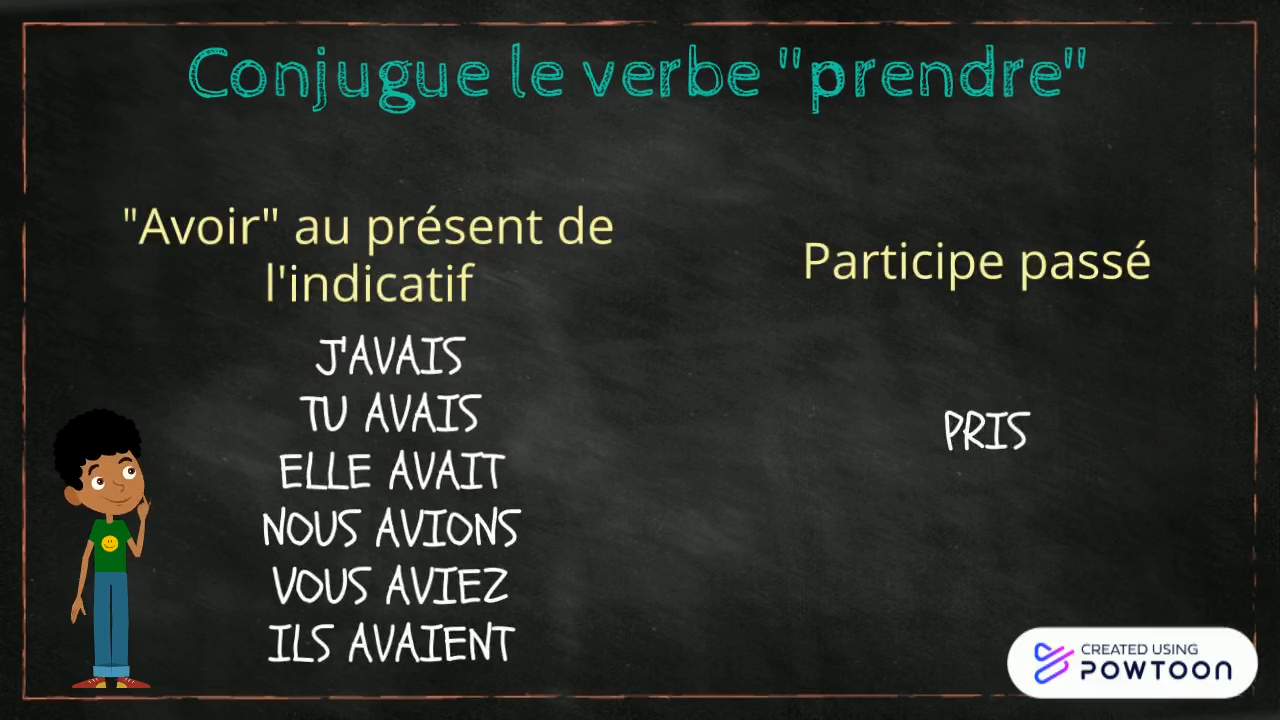 Conjugue le verbe "prendre"
"Avoir" au présent de
l'indicatif
J'AVAIS
TU AVAIS
ELLE AVAIT
NOUS AVIONS
VOUS AVIEZ
ILS AVAIENT
Participe passé
PRIS
CREATED USING
POWTOON